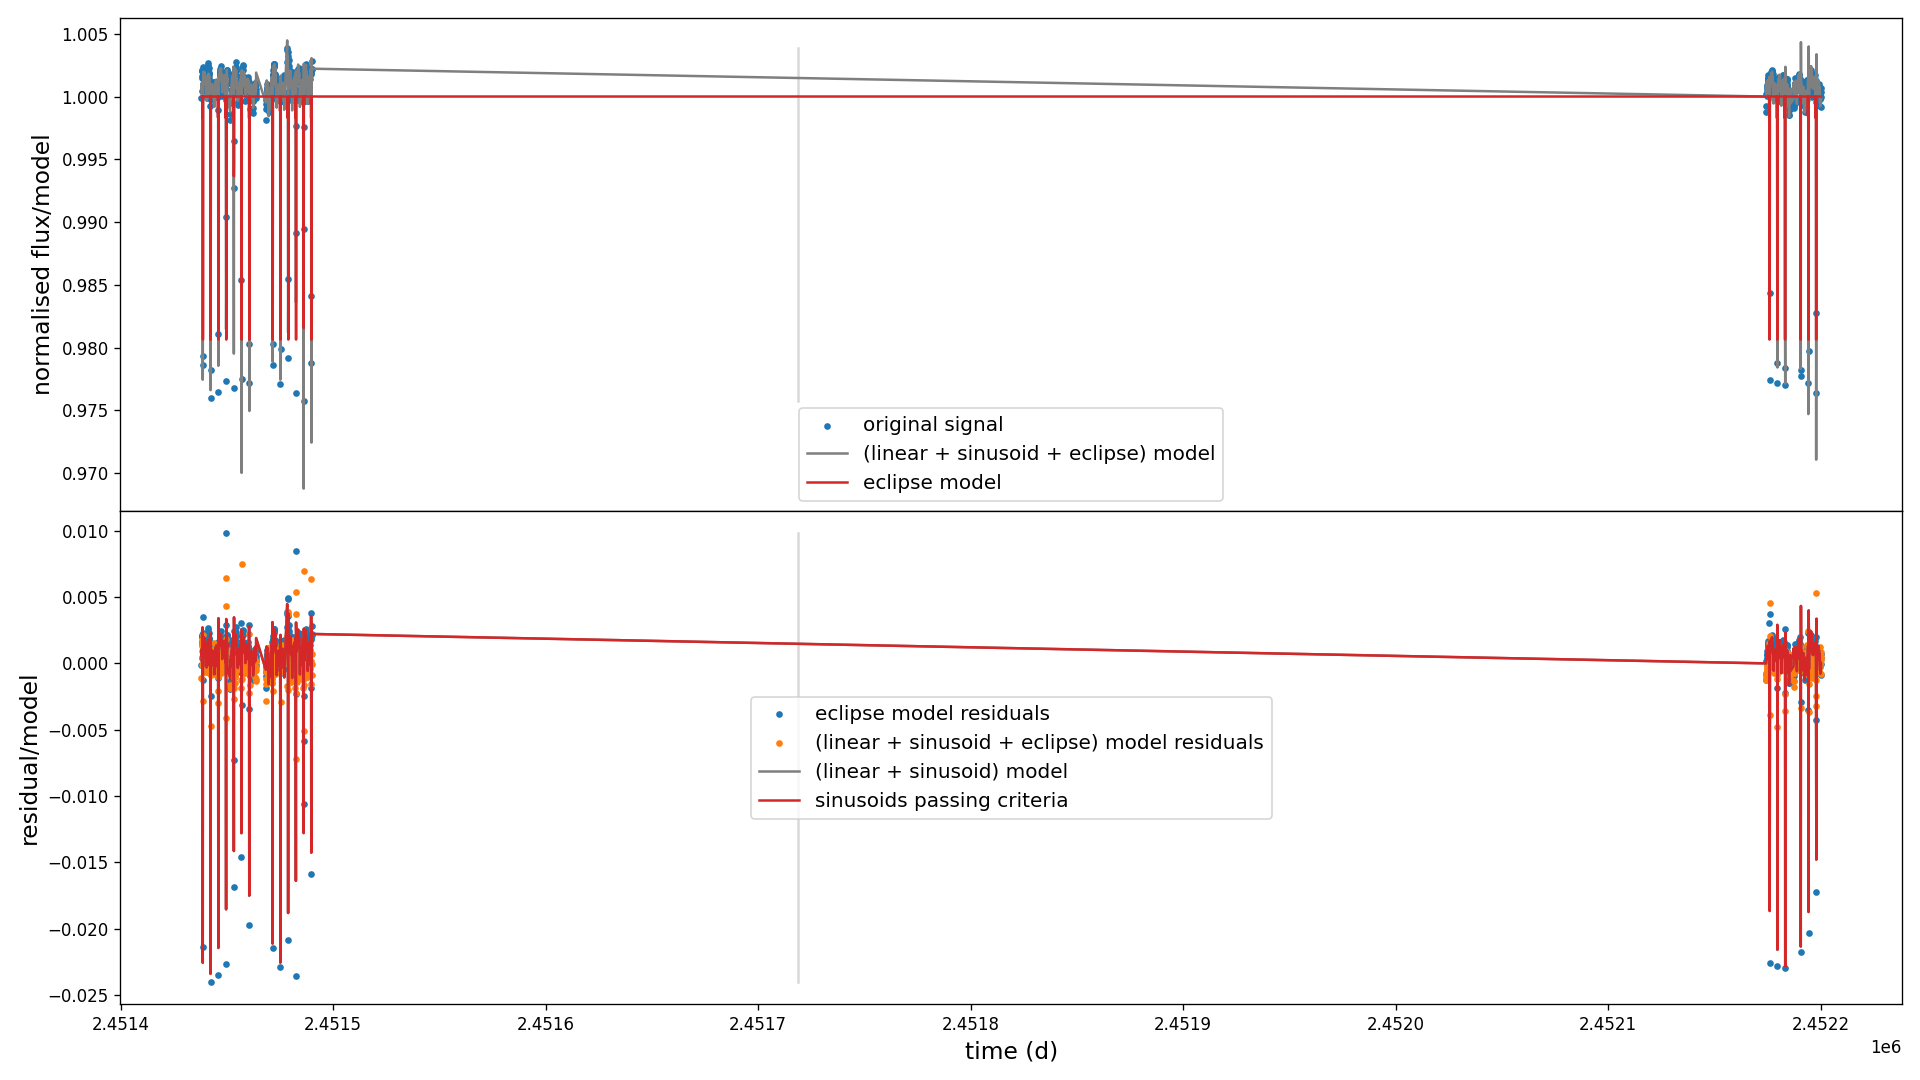 1.005
1.000
0.995
0.990
0.985
0.980
0.975
0.970
normalised flux/model
original signal
(linear + sinusoid + eclipse) model
eclipse model
0.010
0.005
0.000
−0.005
−0.010
−0.015
−0.020
−0.025
residual/model
eclipse model residuals
(linear + sinusoid + eclipse) model residuals
(linear + sinusoid) model
sinusoids passing criteria
2.4514
2.4515
2.4516
2.4517
2.4518
2.4519
2.4520
2.4521
2.4522
1e6
time (d)